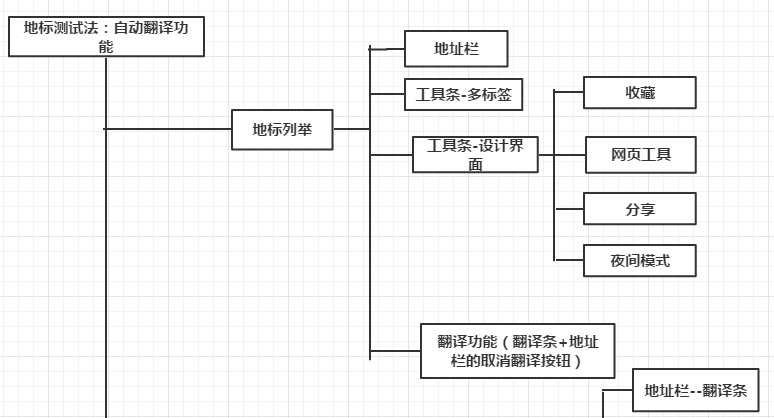 地标测试法：自动翻译功
能
地标列举
地址栏
工具条-多标签
工具条-设计界
面
收藏
网页工具
分享
夜间模式
翻译功能（翻译条+地址
栏的取消翻译按钮）
地址栏--翻译条